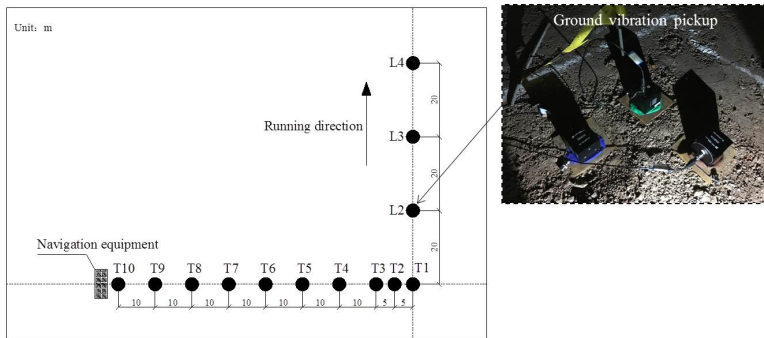 Unit: m
Ground vibration pickup
L4
20
Running direction
L3
20
L2
20
Navigation equipment
T10 T9 T8 T7 T6 T5 T4 T3 T2 T1
10 10 10 10 10 10 10 5 5